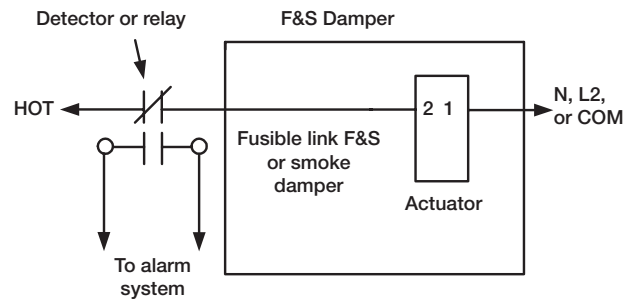 Detector or relay
F&S Damper
HOT
2 1
N, L2,
or COM
Fusible link F&S
or smoke
damper
Actuator
To alarm
system